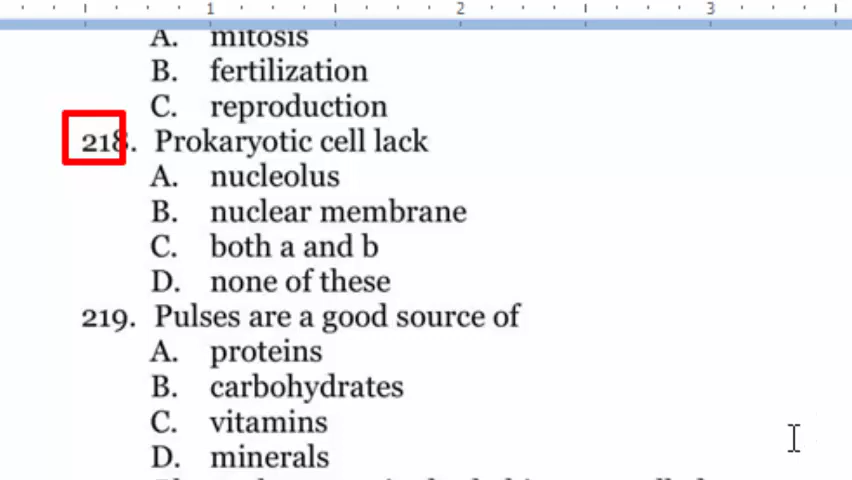 1 2 3
A. mitosis
B. fertilization
C. reproduction
218. Prokaryotic cell lack
A. nucleolus
B. nuclear membrane
C. both a and b
D. none of these
219. Pulses are a good source of
A. proteins
B. carbohydrates
C. vitamins
D. minerals